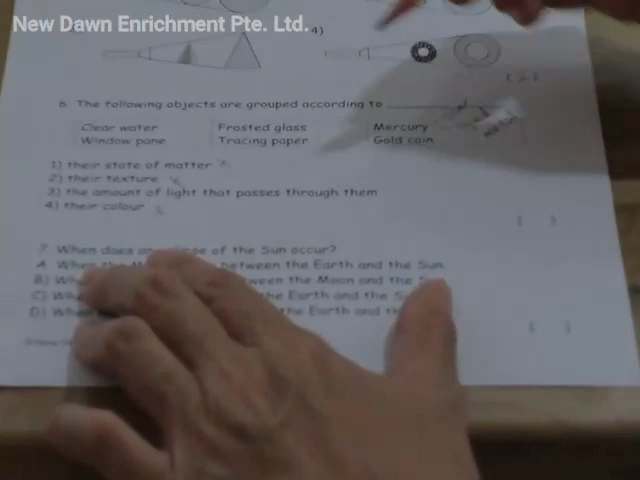 New Dawn Enrichment Pte. Ltd.
4)
(2)
6 The following objects are grouped according to
Clear water Frosted glass Mercury
Window pane Tracing paper Gold coin
1) their state of matter
2) their texture
3) the amount of light that passes through them
4) their colour
( )
7 When does an of the Sun occur?
A. When the between the Earth and the Sun.
B) the Moon and the
C) the Earth and the
D) the Earth and
( )